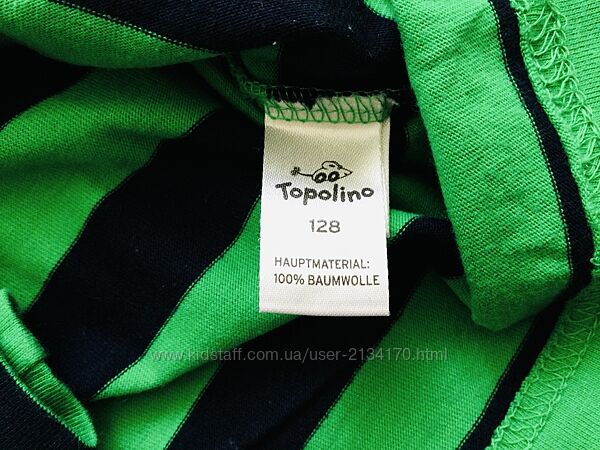 Topolino
128
HAUPTMATERIAL:
100% BAUMWOLLE
www.kidstaff.com.ua/user-2134170.html